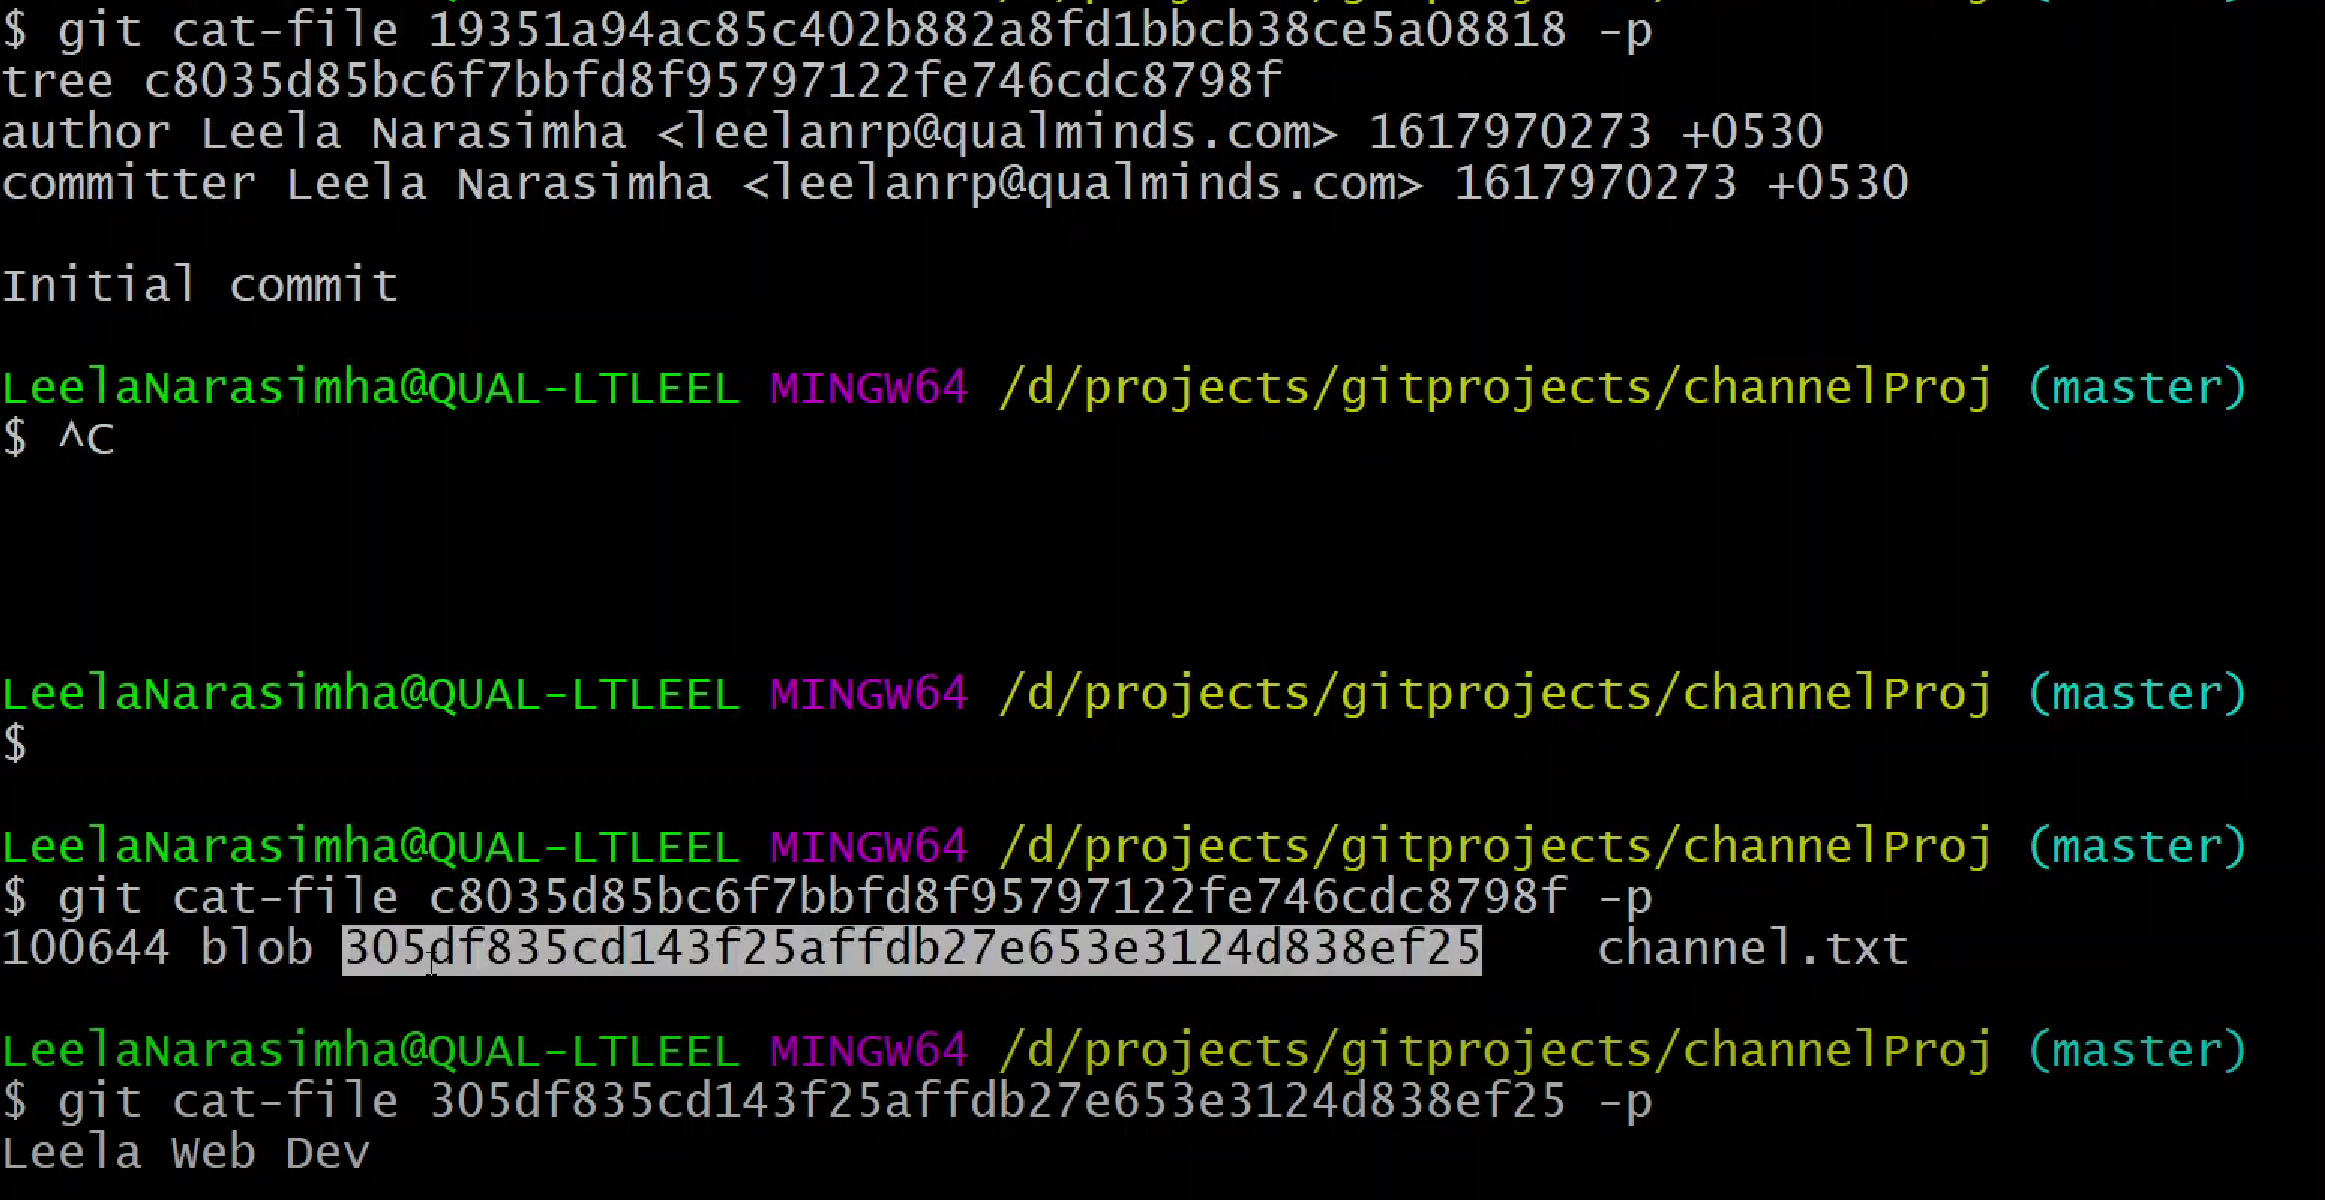 $ git cat-file 19351a94ac85c402b882a8fd1bbcb38ce5a08818 -p
tree c8035d85bc6f7bbfd8f95797122fe746cdc8798f
author Leela Narasimha <leelanrp@qualminds.com> 1617970273 +0530
committer Leela Narasimha <leelanrp@qualminds.com> 1617970273 +0530
Initial commit
LeelaNarasimha@QUAL-LTLEEL MINGW64 /d/projects/gitprojects/channelProj (master)
$ ^C
LeelaNarasimha@QUAL-LTLEEL MINGW64 /d/projects/gitprojects/channelProj (master)
$
LeelaNarasimha@QUAL-LTLEEL MINGW64 /d/projects/gitprojects/channelProj (master)
$ git cat-file c8035d85bc6f7bbfd8f95797122fe746cdc8798f -p
100644 blob 305df835cd143f25affdb27e653e3124d838ef25    channel.txt
LeelaNarasimha@QUAL-LTLEEL MINGW64 /d/projects/gitprojects/channelProj (master)
$ git cat-file 305df835cd143f25affdb27e653e3124d838ef25 -p
Leela Web Dev